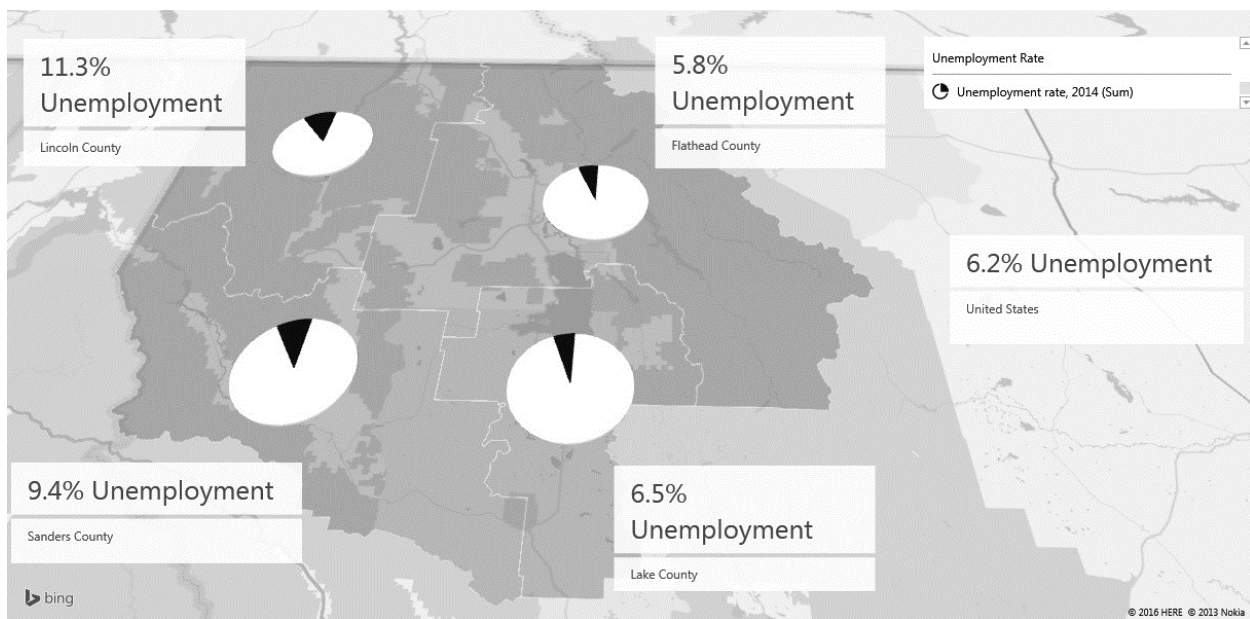 11.3%
Unemployment
Lincoln County
5.8%
Unemployment
Flathead County
Unemployment Rate
Unemployment rate, 2014 (Sum)
6.2% Unemployment
United States
9.4% Unemployment
Sanders County
6.5%
Unemployment
Lake County
bing
© 2016 HERE © 2013 Nokia